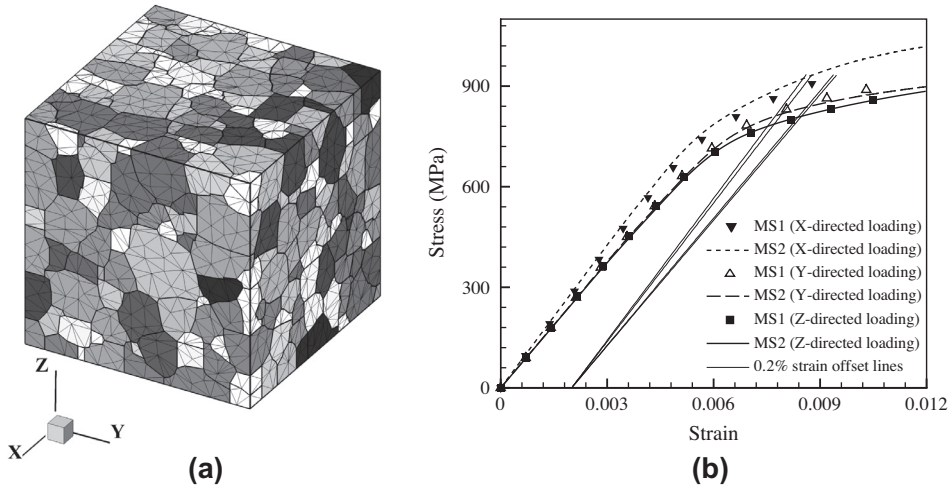 Z
X
Y
(a)
Stress (MPa)
900
600
300
0
0
0.003
0.006
0.009
0.012
Strain
MS1 (X-directed loading)
MS2 (X-directed loading)
MS1 (Y-directed loading)
MS2 (Y-directed loading)
MS1 (Z-directed loading)
MS2 (Z-directed loading)
0.2% strain offset lines
(b)